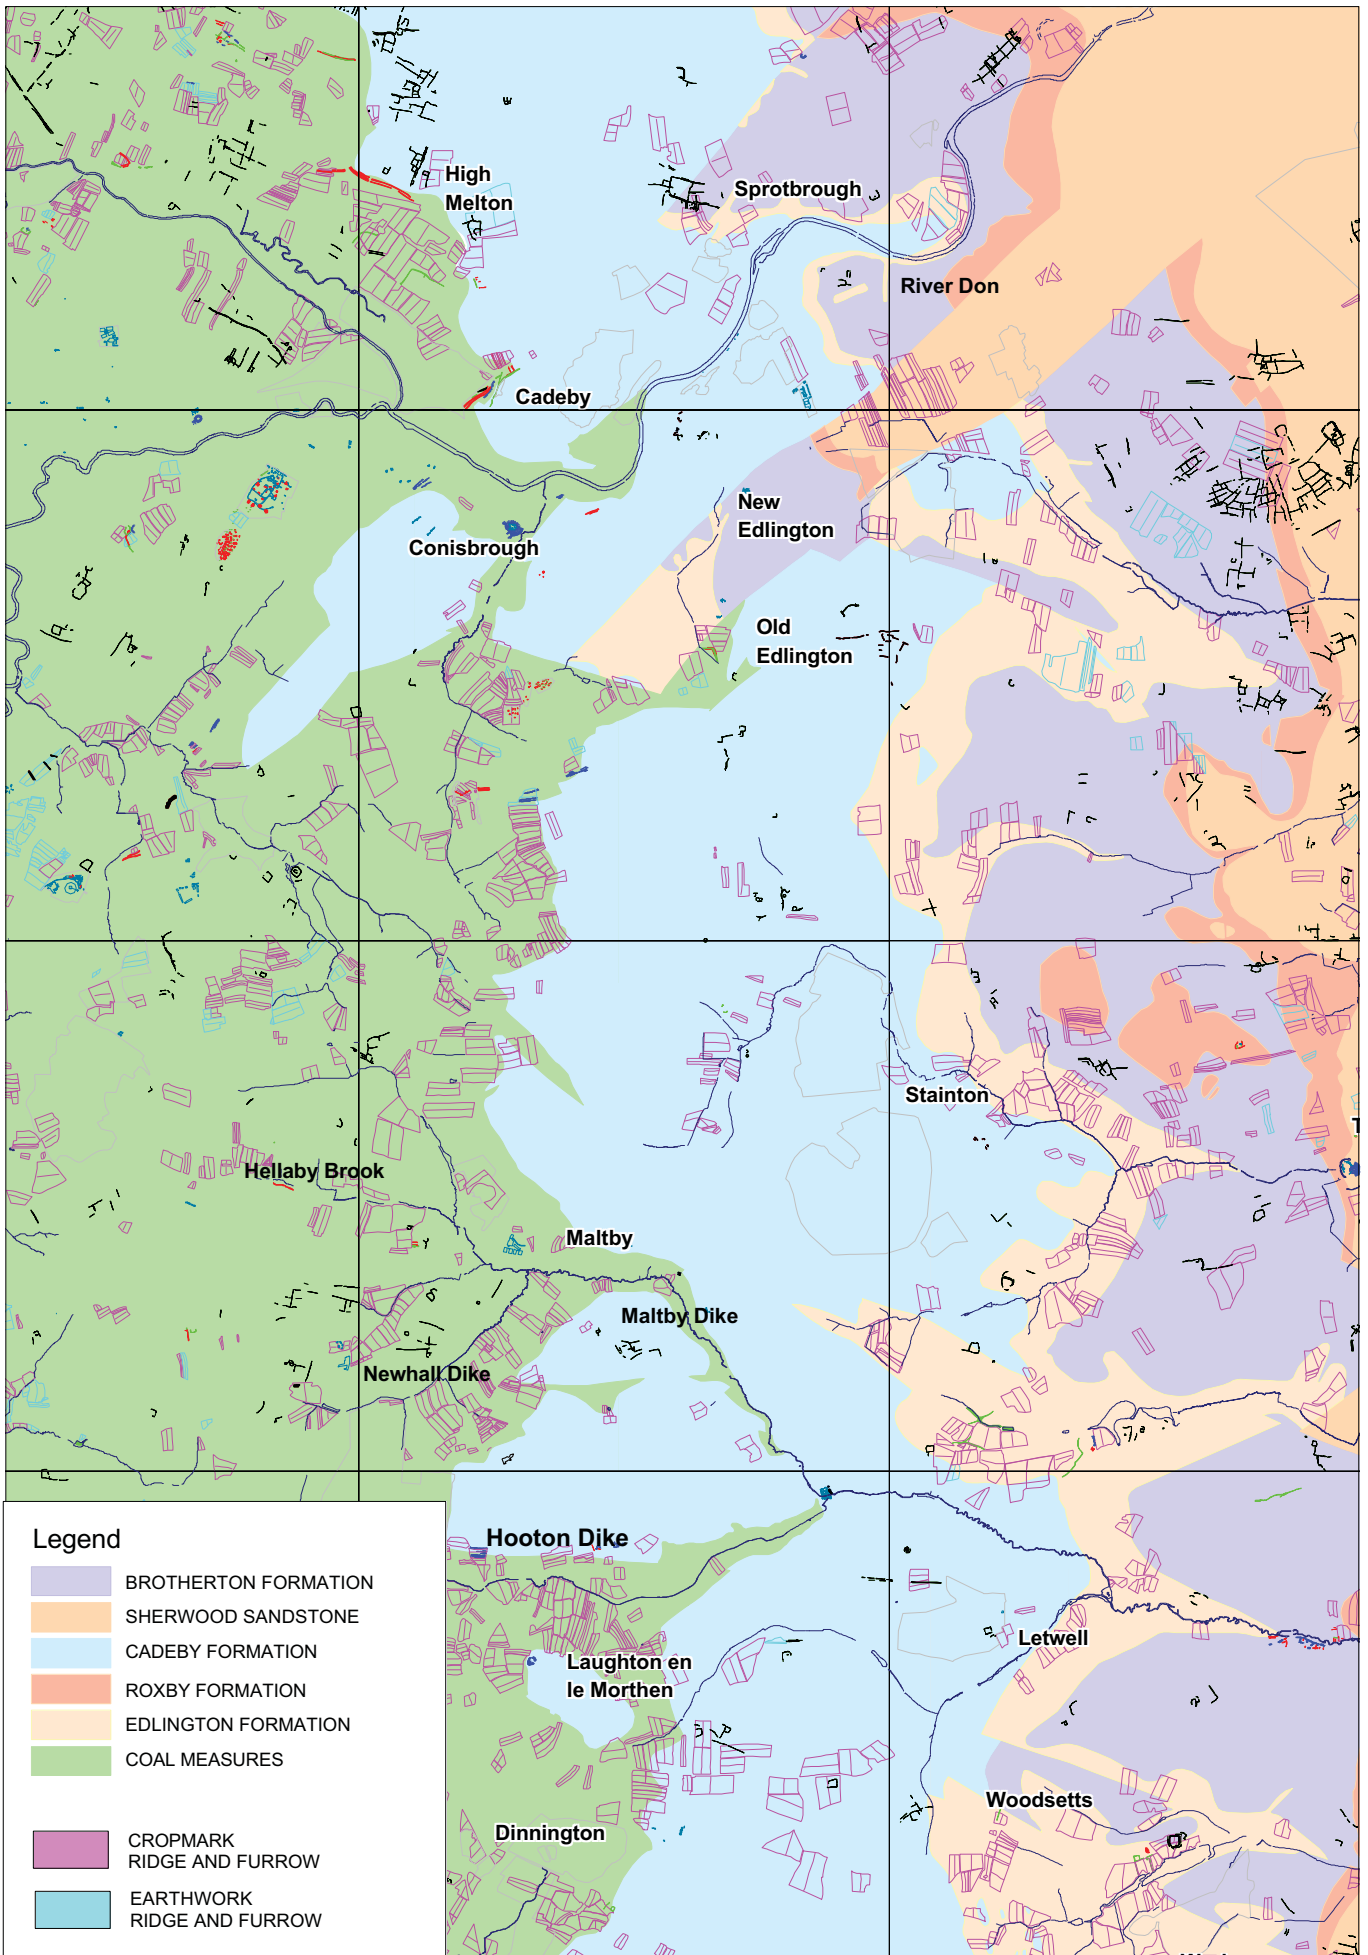 High
Melton
Sprotbrough
River Don
Cadeby
New
Edlington
Conisbrough
Old
Edlington
Stainton
T
Hellaby Brook
Maltby
Maltby Dike
Newhall Dike
Hooton Dike
Letwell
Laughton en
le Morthen
Woodsetts
Dinnington
Legend
BROTHERTON FORMATION
SHERWOOD SANDSTONE
CADEBY FORMATION
ROXBY FORMATION
EDLINGTON FORMATION
COAL MEASURES
CROPMARK
RIDGE AND FURROW
EARTHWORK
RIDGE AND FURROW